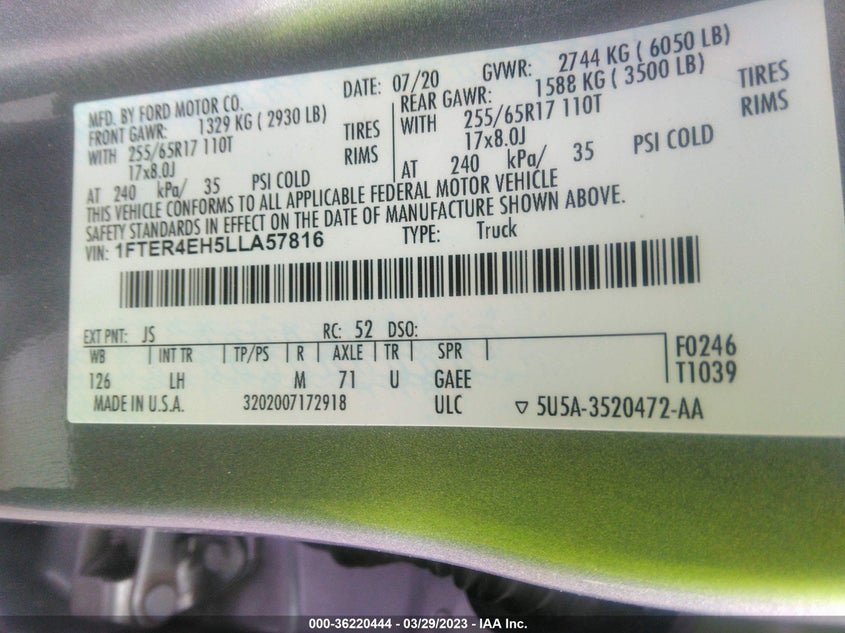 MFD. BY FORD MOTOR CO.
DATE: 07/20
GVWR: 2744 KG ( 6050 LB)
FRONT GAWR: 1329 KG ( 2930 LB)
WITH 255/65R17 110T TIRES
17x8.0J RIMS
AT 240 kPa/ 35 PSI COLD
REAR GAWR: 1588 KG ( 3500 LB)
WITH 255/65R17 110T TIRES
17x8.0J RIMS
AT 240 kPa/ 35 PSI COLD
THIS VEHICLE CONFORMS TO ALL APPLICABLE FEDERAL MOTOR VEHICLE
SAFETY STANDARDS IN EFFECT ON THE DATE OF MANUFACTURE SHOWN ABOVE.
VIN: 1FTER4EH5LLA57816 TYPE: Truck
EXT PNT: JS RC: 52 DSO:
WB INT TR TP/PS R AXLE TR SPR F0246
126 LH M 71 U GAEE T1039
MADE IN U.S.A. 3202007172918 ULC ▽ 5U5A-3520472-AA
000-36220444 — 03/29/2023 — IAA Inc.